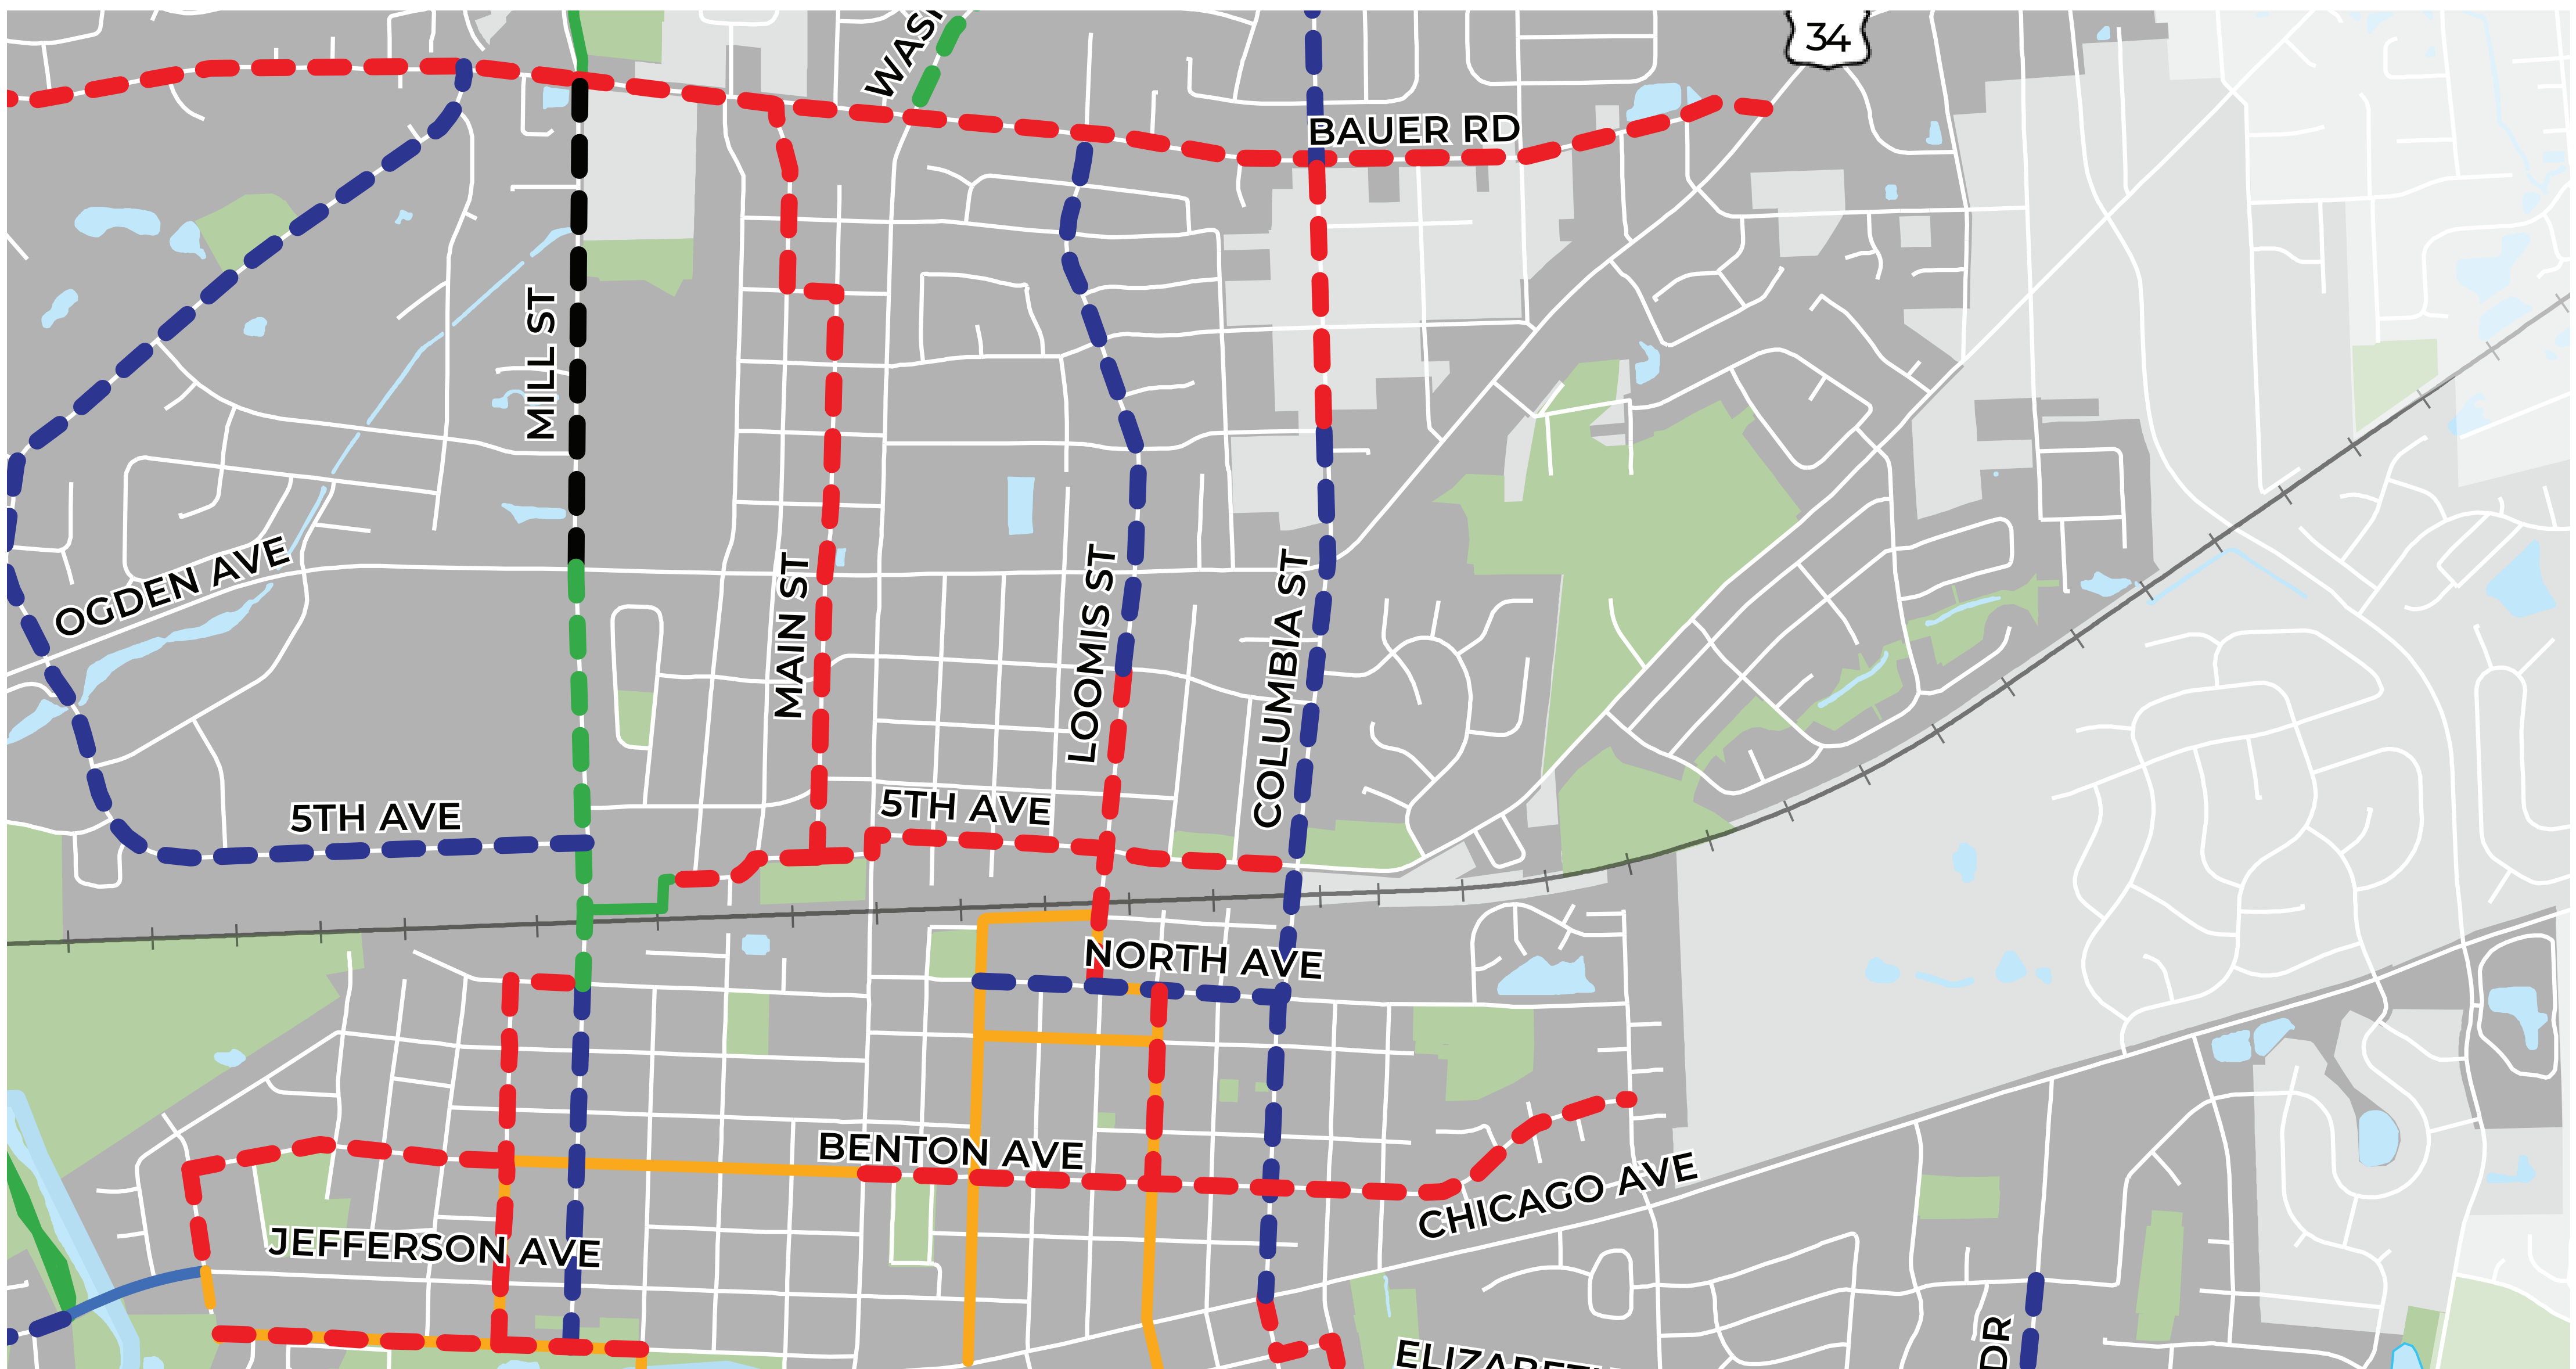 34
BAUER RD
MILL ST
OGDEN AVE
MAIN ST
LOOMIS ST
COLUMBIA ST
5TH AVE
5TH AVE
NORTH AVE
BENTON AVE
CHICAGO AVE
JEFFERSON AVE
DR